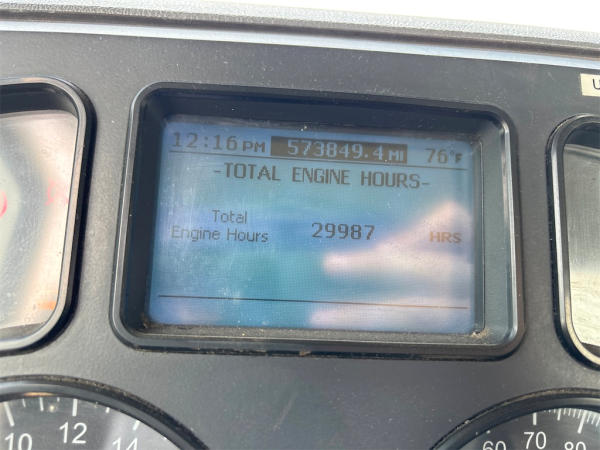 U
12:16 PM 573849.4 MI 76°F
-TOTAL ENGINE HOURS-
Total
Engine Hours 29987 HRS
10 12 14
60 70 80